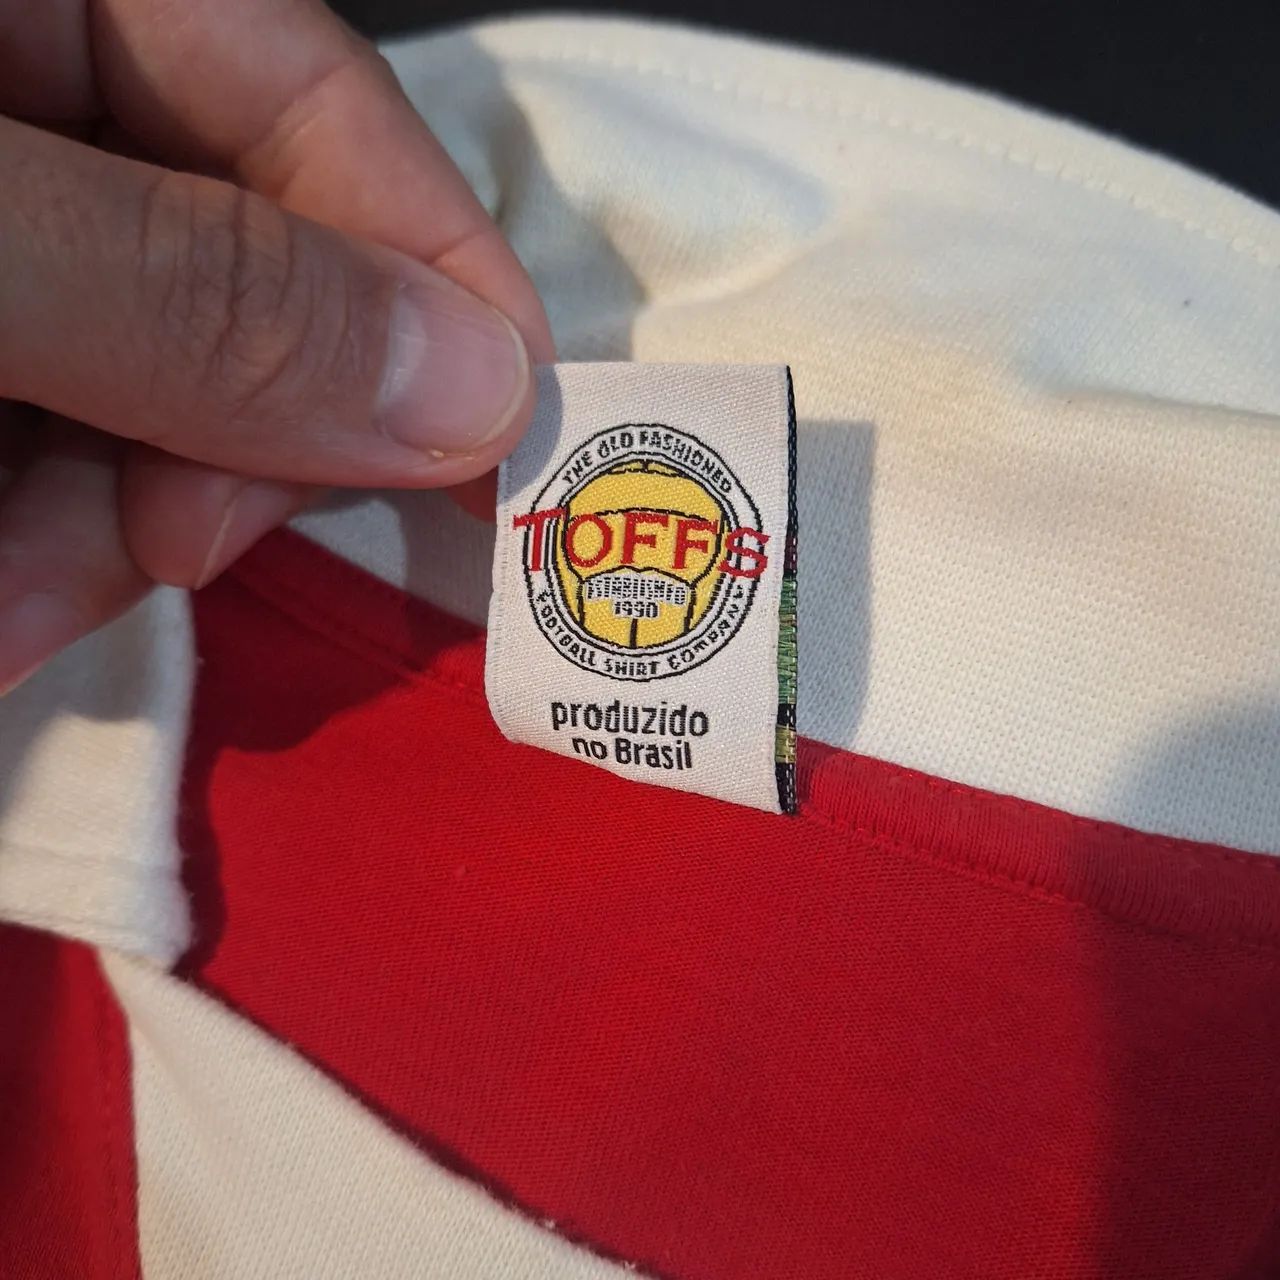 THE OLD FASHIONED
TOFFS
ESTABLISHED
1990
FOOTBALL SHIRT COMPANY
produzido
no Brasil